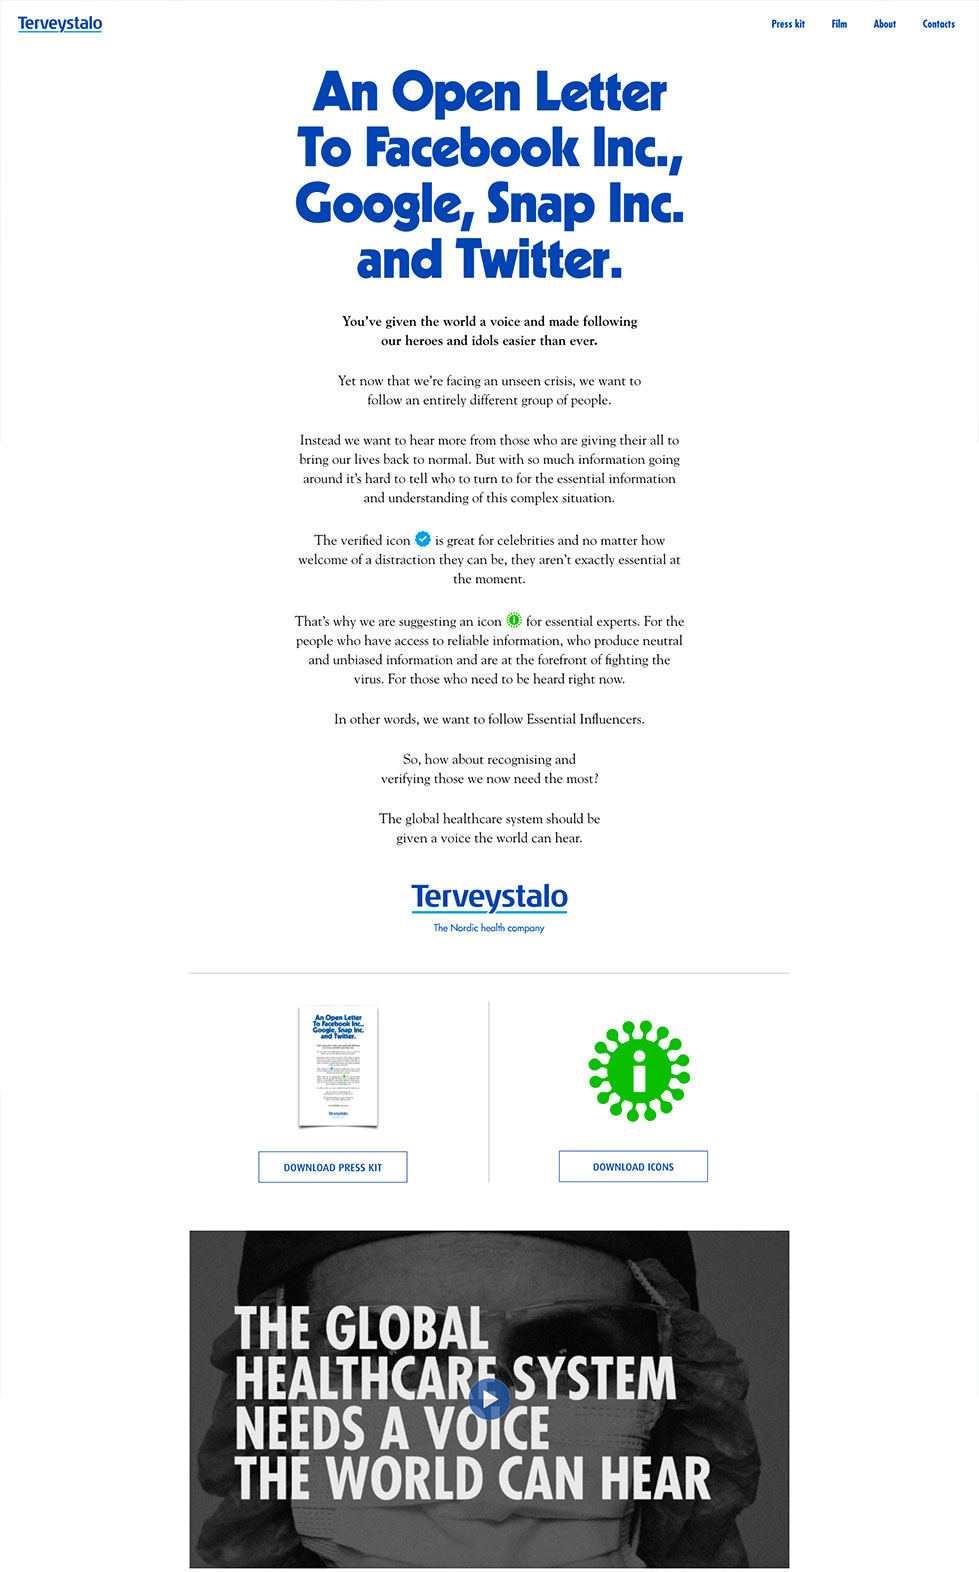 Terveystalo
Press kit Film About Contacts
An Open Letter
To Facebook Inc.,
Google, Snap Inc.
and Twitter.
You’ve given the world a voice and made following
our heroes and idols easier than ever.
Yet now that we’re facing an unseen crisis, we want to
follow an entirely different group of people.
Instead we want to hear more from those who are giving their all to
bring our lives back to normal. But with so much information going
around it’s hard to tell who to turn to for the essential information
and understanding of this complex situation.
The verified icon is great for celebrities and no matter how
welcome of a distraction they can be, they aren’t exactly essential at
the moment.
That’s why we are suggesting an icon for essential experts. For the
people who have access to reliable information, who produce neutral
and unbiased information and are at the forefront of fighting the
virus. For those who need to be heard right now.
In other words, we want to follow Essential Influencers.
So, how about recognising and
verifying those we now need the most?
The global healthcare system should be
given a voice the world can hear.
Terveystalo
The Nordic health company
An Open Letter
To Facebook Inc.,
Google, Snap Inc.
and Twitter.
Terveystalo
i
DOWNLOAD PRESS KIT
DOWNLOAD ICONS
THE GLOBAL
HEALTHCARE SYSTEM
NEEDS A VOICE
THE WORLD CAN HEAR